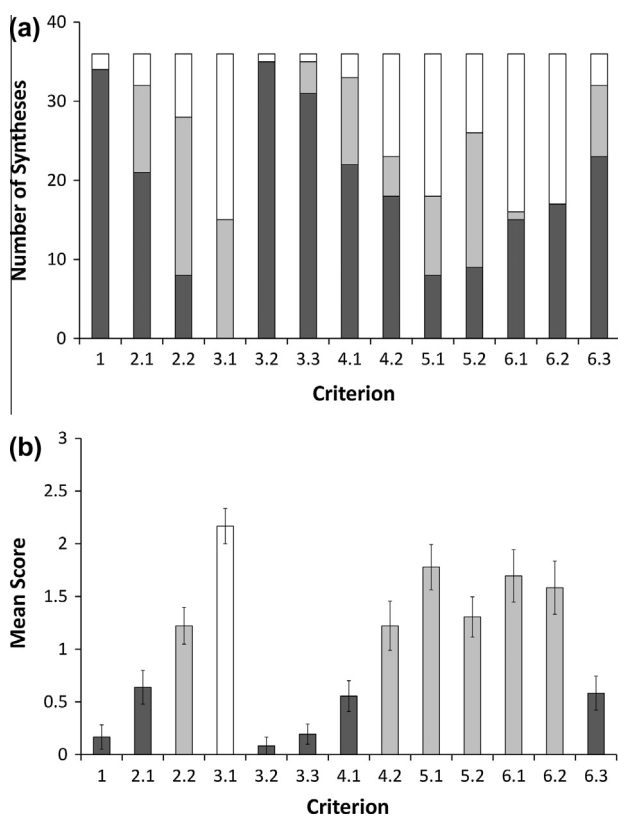 (a)
40
30
20
10
0
Number of Syntheses
1 2.1 2.2 3.1 3.2 3.3 4.1 4.2 5.1 5.2 6.1 6.2 6.3
Criterion
(b)
3
2.5
2
1.5
1
0.5
0
Mean Score
1 2.1 2.2 3.1 3.2 3.3 4.1 4.2 5.1 5.2 6.1 6.2 6.3
Criterion